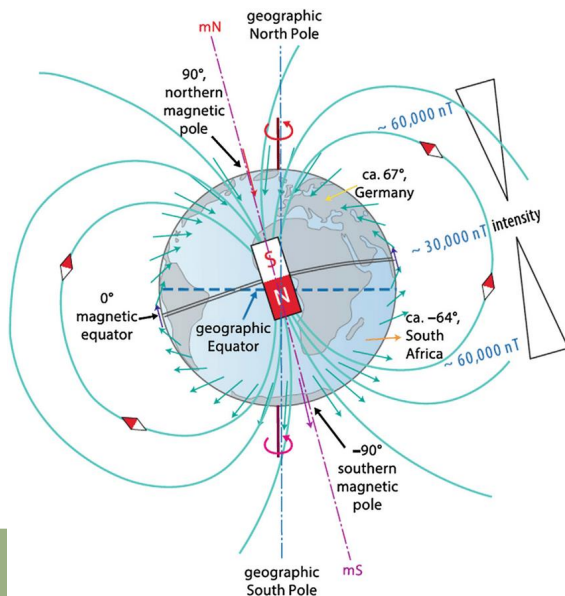 geographic
North Pole
mN
90°,
northern
magnetic
pole
~ 60,000 nT
ca. 67°,
Germany
intensity
~ 30,000 nT
S
N
0°
magnetic
equator
geographic
Equator
ca. –64°,
South
Africa
~ 60,000 nT
–90°
southern
magnetic
pole
geographic
South Pole
mS